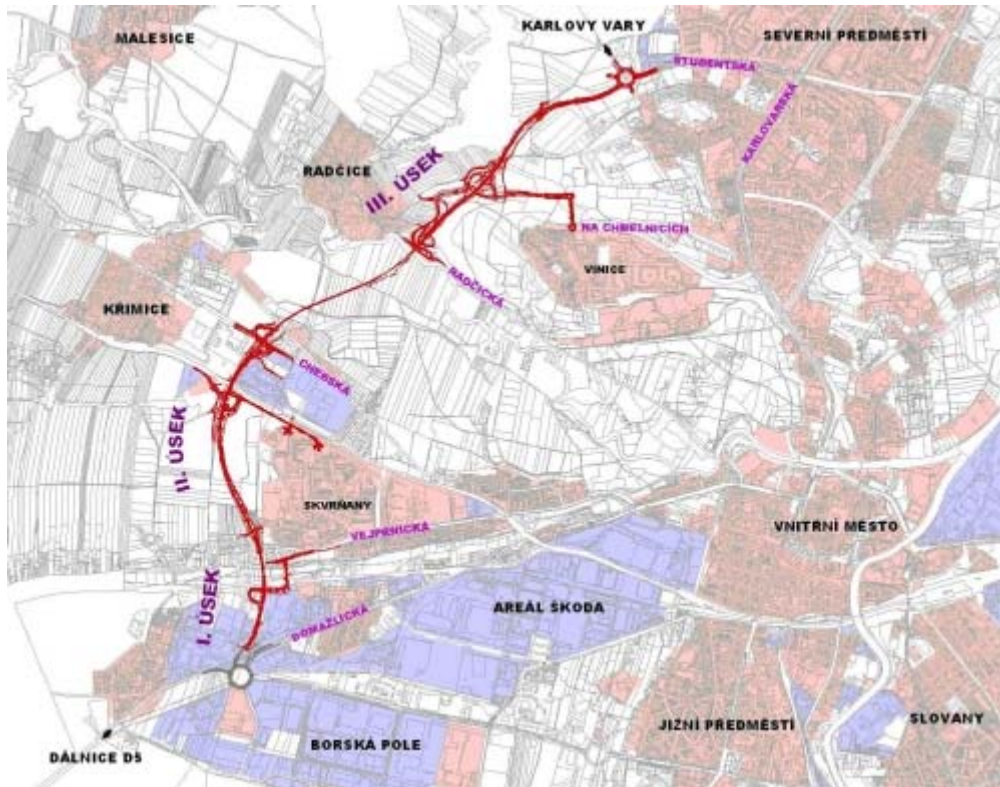 KARLOVY VARY
SEVERNÍ PŘEDMĚSTÍ
MALESICE
STUDENTSKÁ
KARLOVARSKÁ
RADČICE
III. ÚSEK
NA CHMELNICÍCH
VINICE
RADČICKÁ
KŘIMICE
CHEBSKÁ
II. ÚSEK
SKVRŇANY
VEJPRNICKÁ
VNITRNÍ MĚSTO
I. ÚSEK
AREÁL ŠKODA
DOMAŽLICKÁ
JIŽNÍ PŘEDMĚSTÍ
SLOVANY
BORSKÁ POLE
DÁLNICE D5